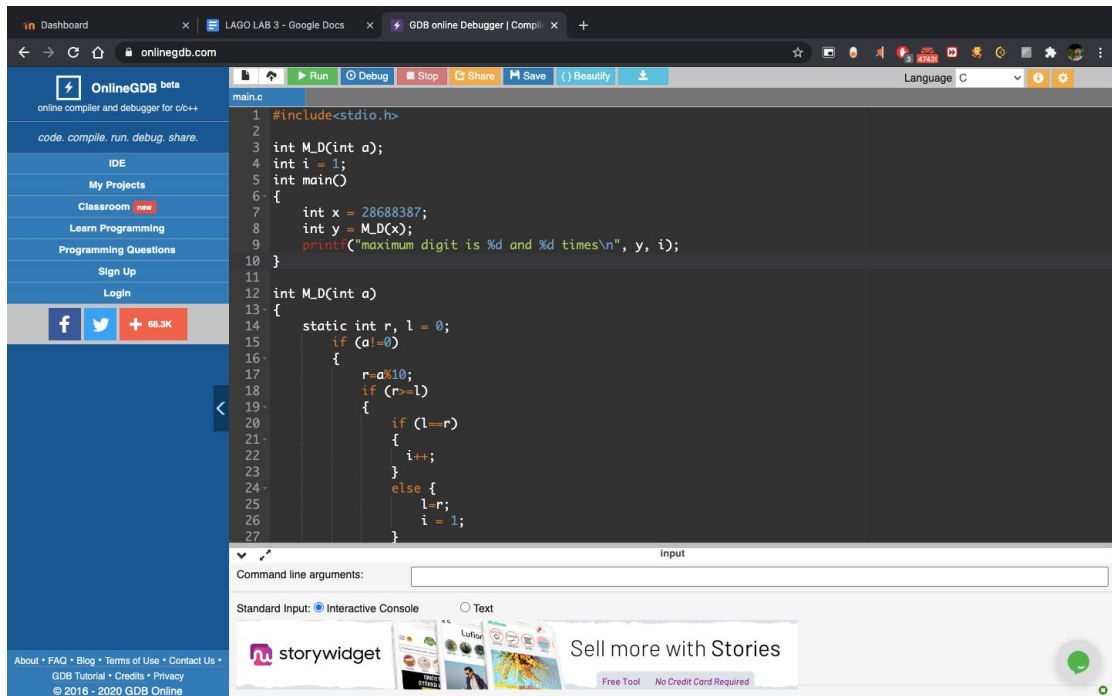 Dashboard
LAGO LAB 3 - Google Docs
GDB online Debugger | Compil
onlinegdb.com
3
4743!
OnlineGDB beta
online compiler and debugger for c/c++
code. compile. run. debug. share.
IDE
My Projects
Classroom new
Learn Programming
Programming Questions
Sign Up
Login
f
+ 68.3K
About • FAQ • Blog • Terms of Use • Contact Us •
GDB Tutorial • Credits • Privacy
© 2016 - 2020 GDB Online
Run Debug Stop Share Save {} Beautify
Language C
main.c
1 #include<stdio.h>
2
3 int M_D(int a);
4 int i = 1;
5 int main()
6 {
7 int x = 28688387;
8 int y = M_D(x);
9 printf("maximum digit is %d and %d times\n", y, i);
10 }
11
12 int M_D(int a)
13 {
14 static int r, l = 0;
15 if (a!=0)
16 {
17 r=a%10;
18 if (r>=l)
19 {
20 if (l==r)
21 {
22 i++;
23 }
24 else {
25 l=r;
26 i = 1;
27 }
input
Command line arguments:
Standard Input: Interactive Console Text
storywidget
Lufior
Sell more with Stories
Free Tool No Credit Card Required